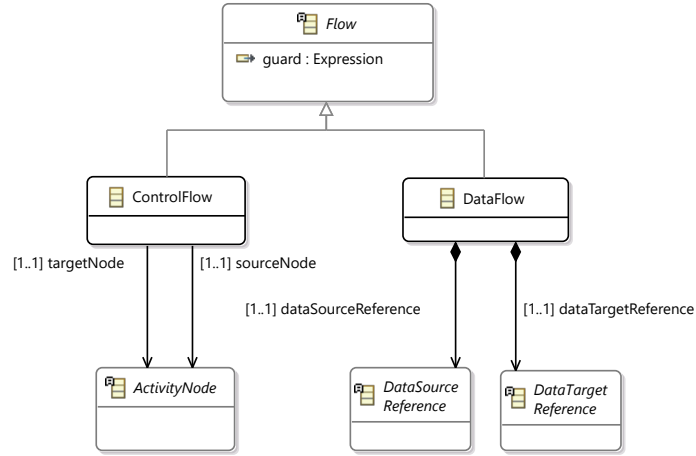 Flow
guard : Expression
ControlFlow
DataFlow
[1..1] targetNode
[1..1] sourceNode
[1..1] dataSourceReference
[1..1] dataTargetReference
ActivityNode
DataSource
Reference
DataTarget
Reference